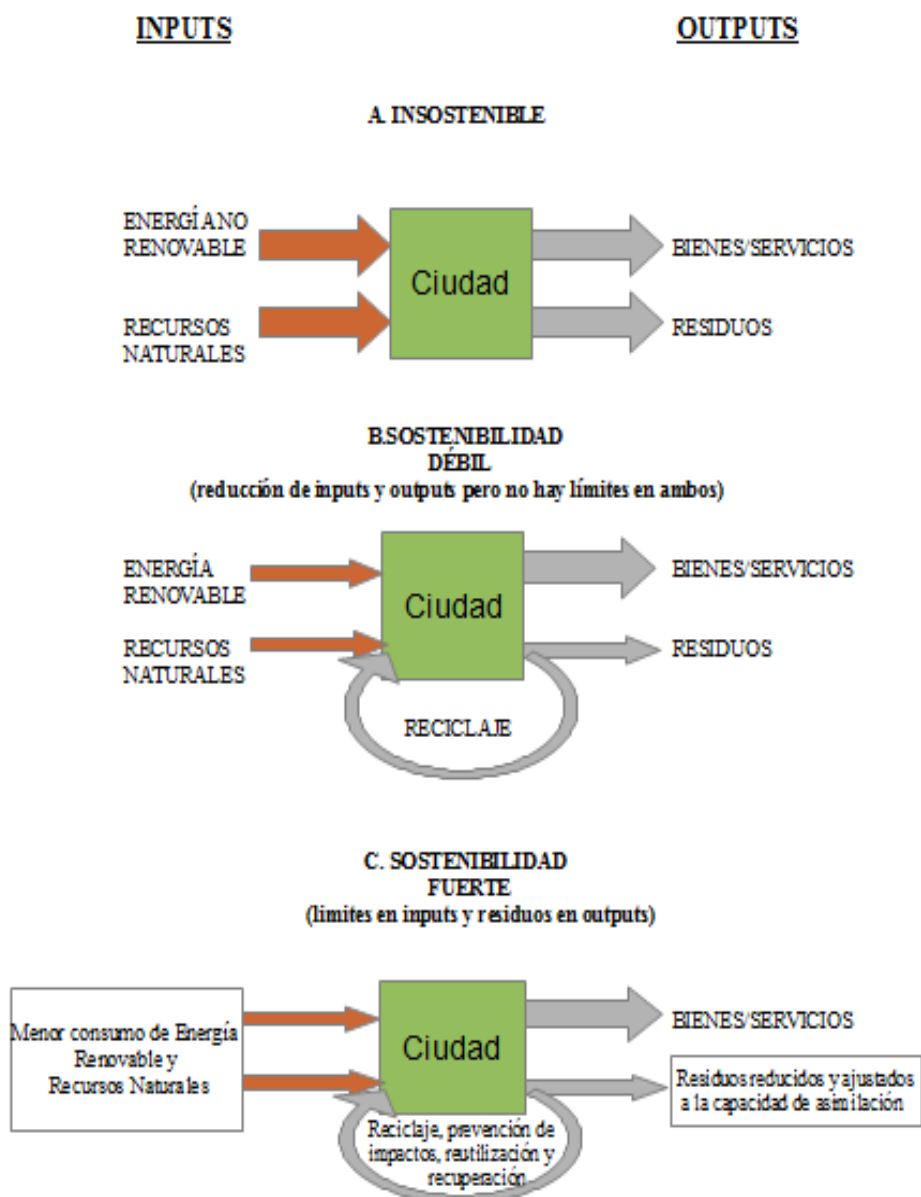 INPUTS
OUTPUTS
A. INSOSTENIBLE
ENERGÍA NO
RENOVABLE
RECURSOS
NATURALES
Ciudad
BIENES/SERVICIOS
RESIDUOS
B.SOSTENIBILIDAD
DÉBIL
(reducción de inputs y outputs pero no hay límites en ambos)
ENERGÍA
RENOVABLE
RECURSOS
NATURALES
Ciudad
RECICLAJE
BIENES/SERVICIOS
RESIDUOS
C. SOSTENIBILIDAD
FUERTE
(limites en inputs y residuos en outputs)
Menor consumo de Energía
Renovable y
Recursos Naturales
Ciudad
Reciclaje, prevención de
impactos, reutilización y
recuperación
BIENES/SERVICIOS
Residuos reducidos y ajustados
a la capacidad de asimilación